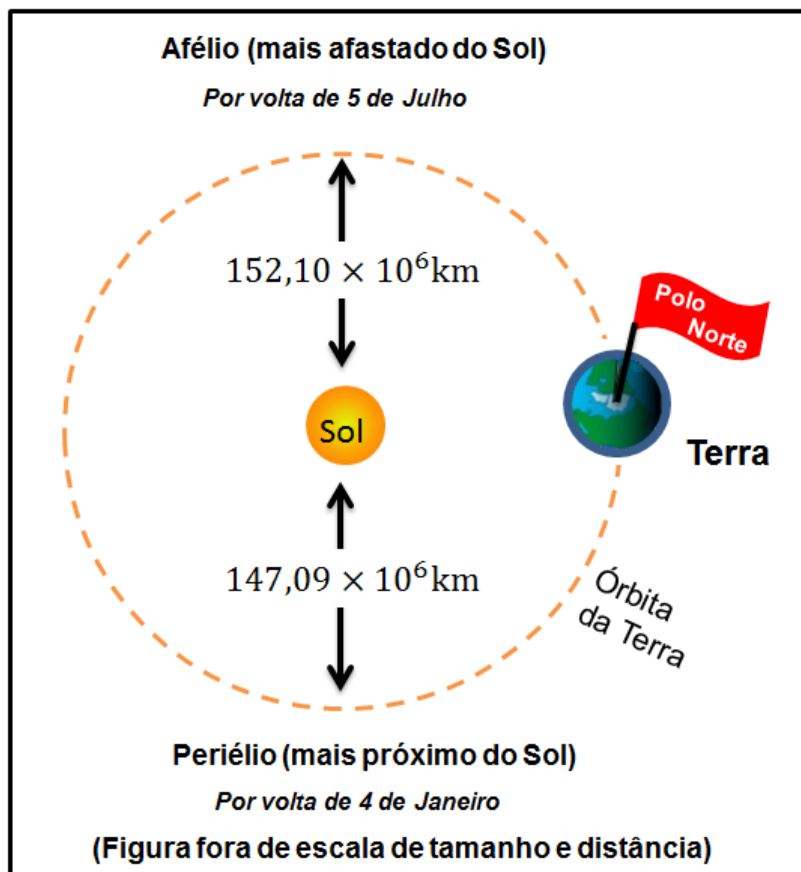 Afélio (mais afastado do Sol)
Por volta de 5 de Julho
152,10 × 10⁶km
Polo
Norte
Sol
Terra
147,09 × 10⁶km
Órbita
da Terra
Periélio (mais próximo do Sol)
Por volta de 4 de Janeiro
(Figura fora de escala de tamanho e distância)